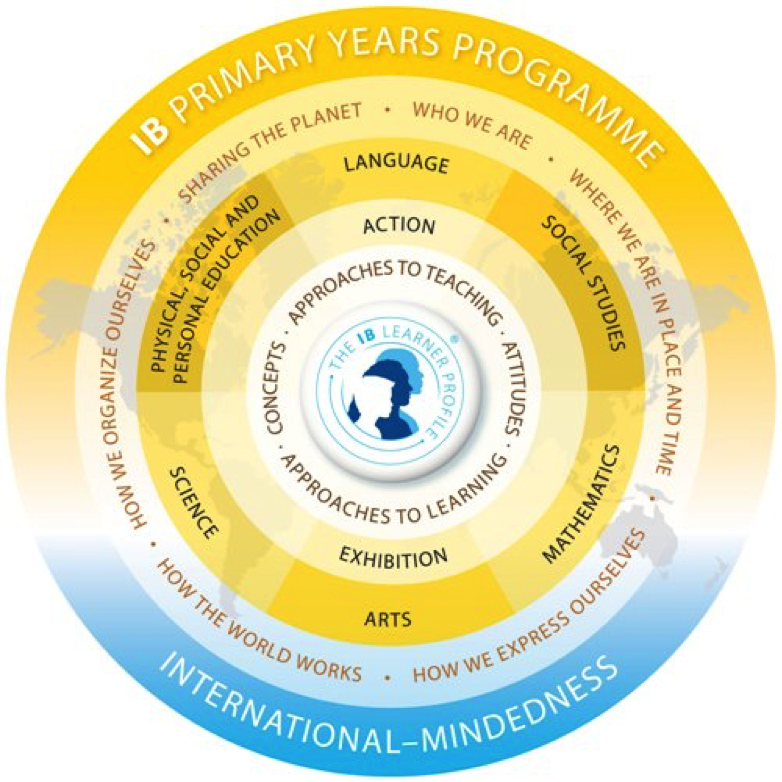 IB PRIMARY YEARS PROGRAMME
SHARING THE PLANET
WHO WE ARE
WHERE WE ARE IN PLACE AND TIME
HOW WE EXPRESS OURSELVES
HOW THE WORLD WORKS
HOW WE ORGANIZE OURSELVES
LANGUAGE
SOCIAL STUDIES
MATHEMATICS
ARTS
SCIENCE
PHYSICAL, SOCIAL AND
PERSONAL EDUCATION
ACTION
EXHIBITION
APPROACHES TO TEACHING
ATTITUDES
APPROACHES TO LEARNING
CONCEPTS
THE IB LEARNER PROFILE®
INTERNATIONAL–MINDEDNESS